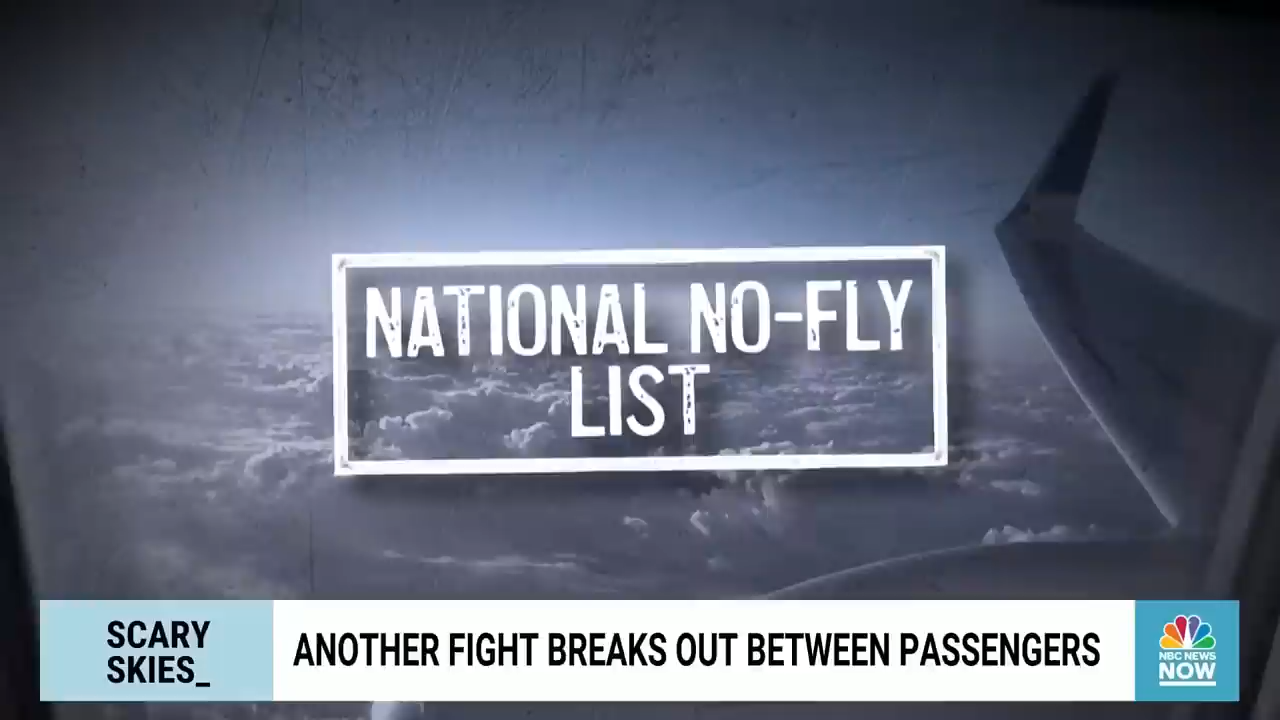 NATIONAL NO-FLY
LIST
SCARY
SKIES_
ANOTHER FIGHT BREAKS OUT BETWEEN PASSENGERS
NBC NEWS
NOW